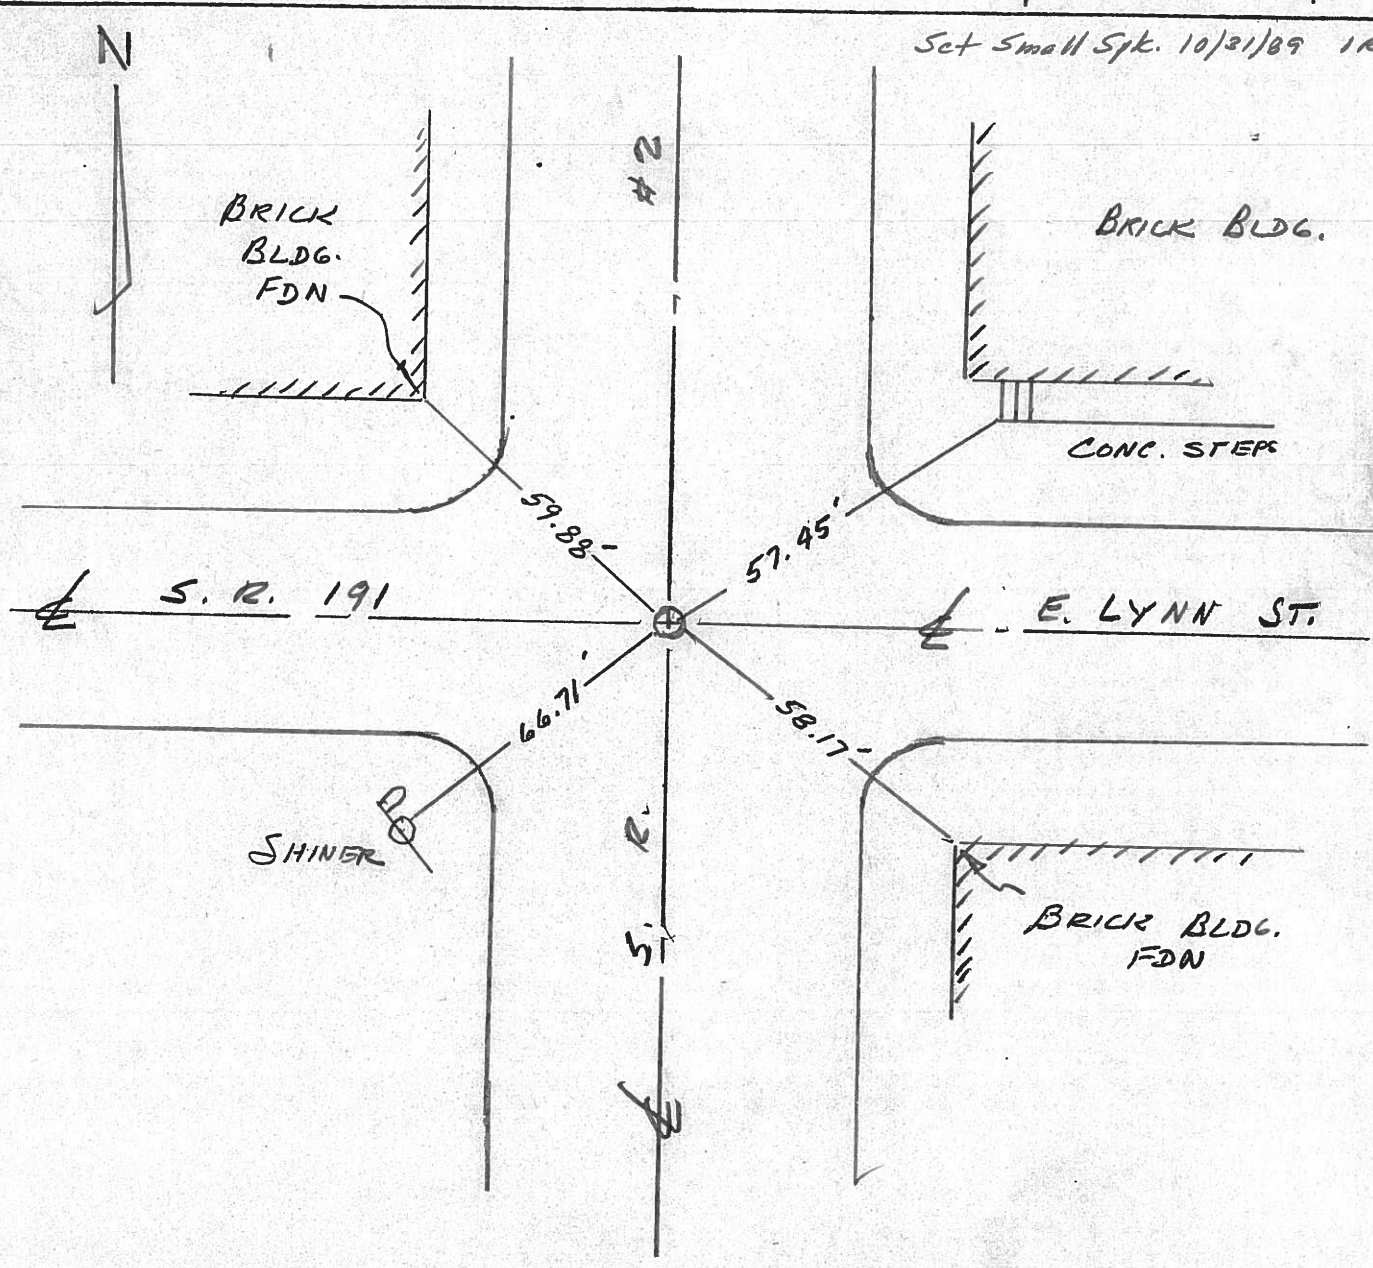 N
Set Small Spk. 10/31/89
BRICK
BLDG.
FDN
# 2
BRICK BLDG.
CONC. STEPS
59.88'
57.45'
℄ S. R. 191
℄ E. LYNN ST.
66.71'
58.17'
SHINER
℄ S. R.
BRICK BLDG.
FDN